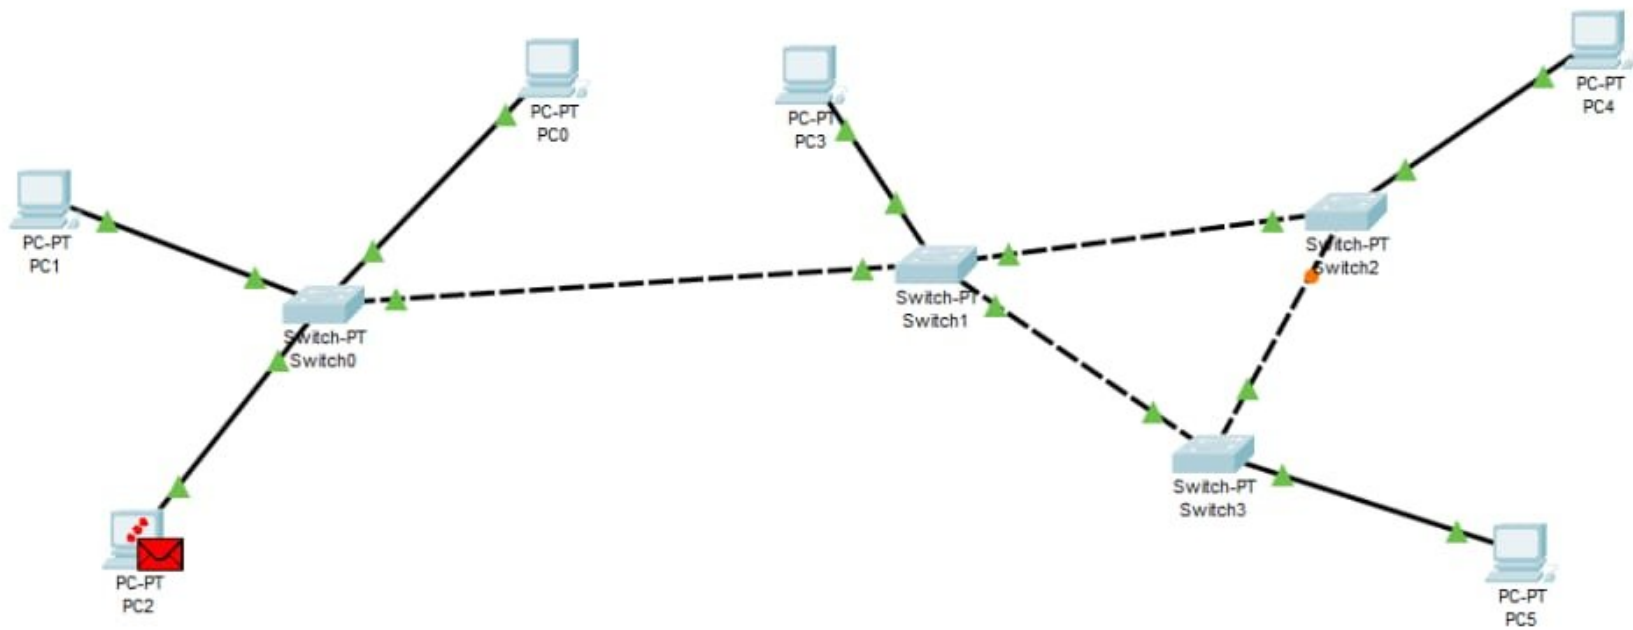 PC-PT
PC0
PC-PT
PC3
PC-PT
PC4
PC-PT
PC1
Switch-PT
Switch2
Switch-PT
Switch1
Switch-PT
Switch0
Switch-PT
Switch3
PC-PT
PC2
PC-PT
PC5